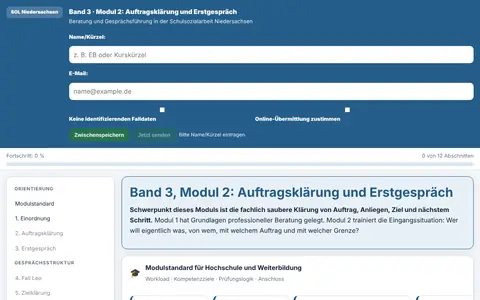 SOL Niedersachsen
Band 3 · Modul 2: Auftragsklärung und Erstgespräch
Beratung und Gesprächsführung in der Schulsozialarbeit Niedersachsen
Name/Kürzel:
z. B. EB oder Kurskürzel
E-Mail:
name@example.de
Keine identifizierenden Falldaten
Online-Übermittlung zustimmen
Zwischenspeichern
Jetzt senden
Bitte Name/Kürzel eintragen.
Fortschritt: 0 %
0 von 12 Abschnitten
ORIENTIERUNG
Modulstandard
1. Einordnung
2. Auftragsklärung
3. Erstgespräch
GESPRÄCHSSTRUKTUR
4. Fall Leo
5. Zielklärung
Band 3, Modul 2: Auftragsklärung und Erstgespräch
Schwerpunkt dieses Moduls ist die fachlich saubere Klärung von Auftrag, Anliegen, Ziel und nächstem
Schritt. Modul 1 hat Grundlagen professioneller Beratung gelegt. Modul 2 trainiert die Eingangssituation: Wer
will eigentlich was, von wem, mit welchem Auftrag und mit welcher Grenze?
Modulstandard für Hochschule und Weiterbildung
Workload · Kompetenzziele · Prüfungslogik · Anschluss